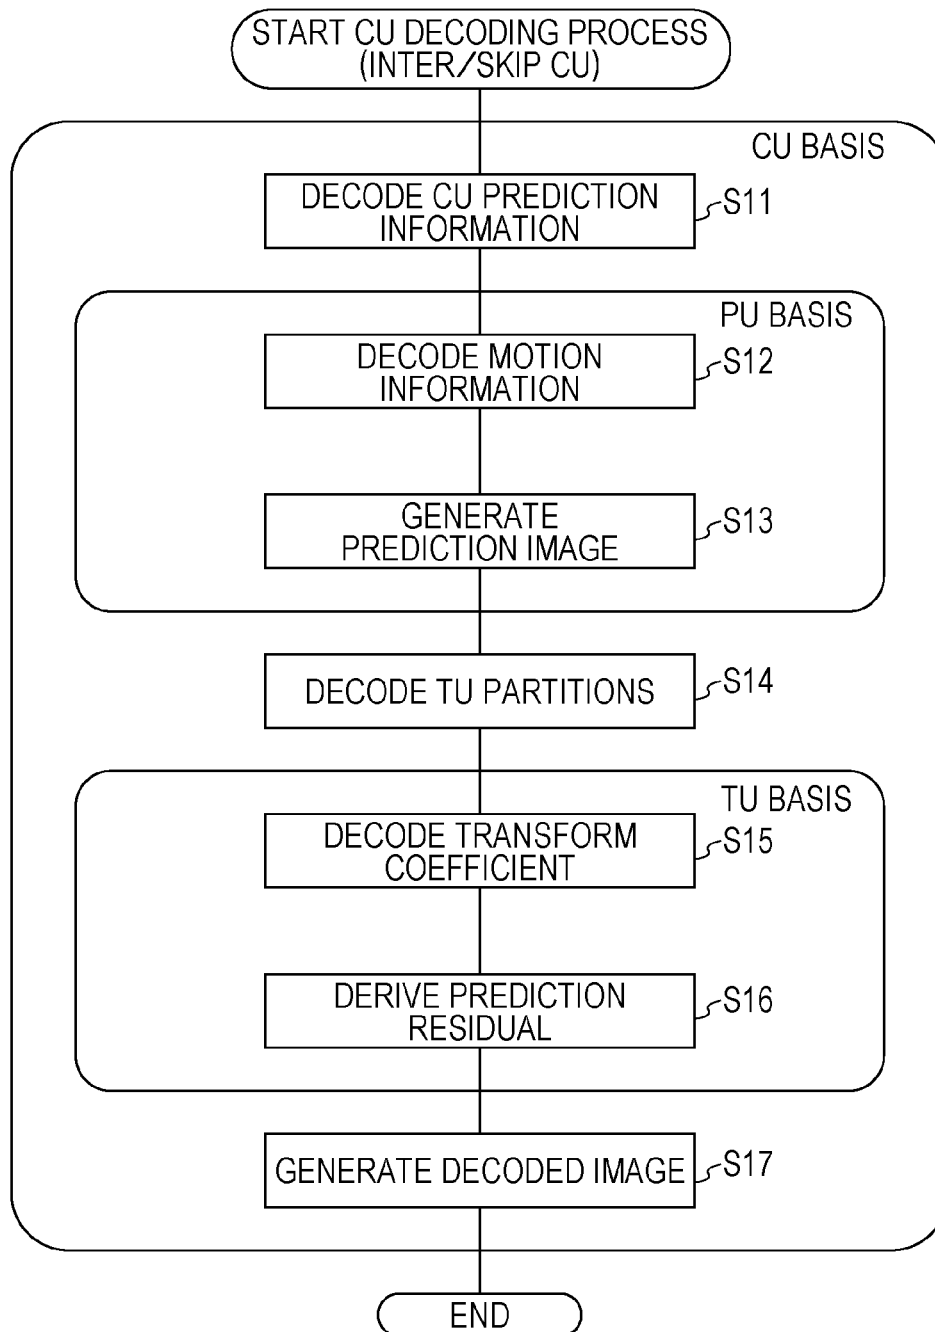 START CU DECODING PROCESS
(INTER/SKIP CU)
CU BASIS
DECODE CU PREDICTION
INFORMATION
S11
PU BASIS
DECODE MOTION
INFORMATION
S12
GENERATE
PREDICTION IMAGE
S13
DECODE TU PARTITIONS
S14
TU BASIS
DECODE TRANSFORM
COEFFICIENT
S15
DERIVE PREDICTION
RESIDUAL
S16
GENERATE DECODED IMAGE
S17
END